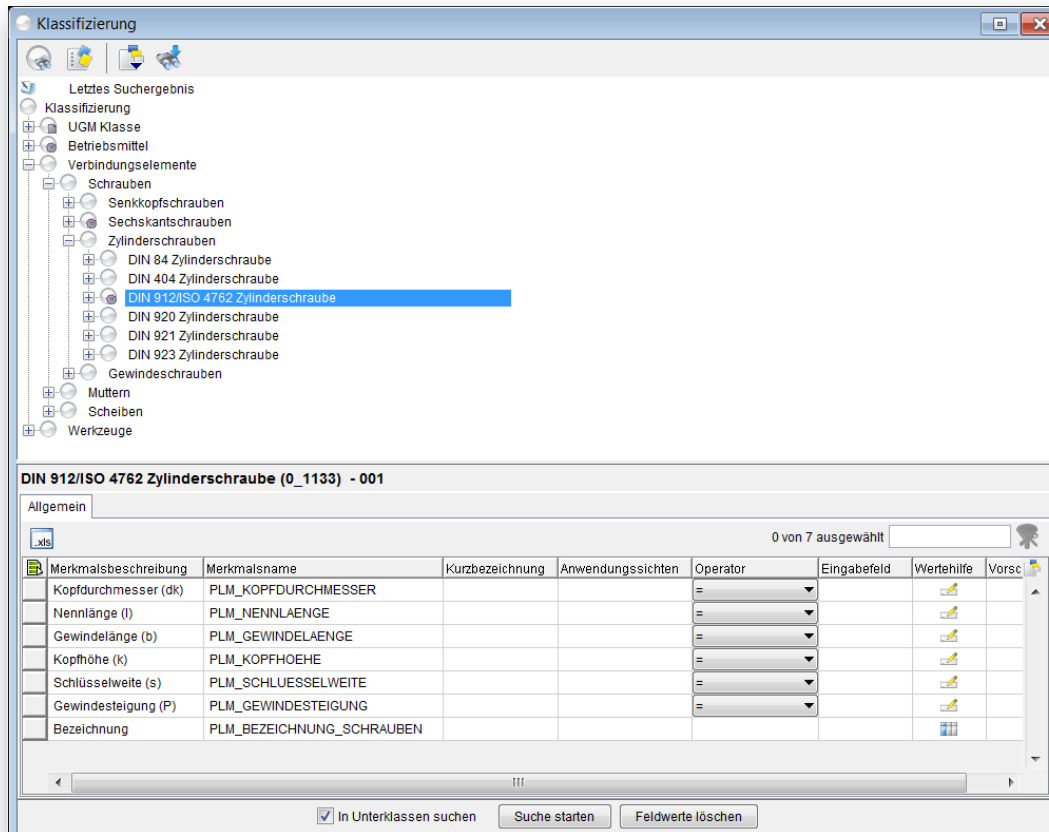 Klassifizierung
Letztes Suchergebnis
Klassifizierung
UGM Klasse
Betriebsmittel
Verbindungselemente
Schrauben
Senkkopfschrauben
Sechskantschrauben
Zylinderschrauben
DIN 84 Zylinderschraube
DIN 404 Zylinderschraube
DIN 912/ISO 4762 Zylinderschraube
DIN 920 Zylinderschraube
DIN 921 Zylinderschraube
DIN 923 Zylinderschraube
Gewindeschrauben
Muttern
Scheiben
Werkzeuge
DIN 912/ISO 4762 Zylinderschraube (0_1133) - 001
Allgemein
.xls 0 von 7 ausgewählt
Merkmalsbeschreibung Merkmalsname Kurzbezeichnung Anwendungssichten Operator Eingabefeld Wertehilfe Vorsc
Kopfdurchmesser (dk) PLM_KOPFDURCHMESSER =
Nennlänge (l) PLM_NENNLAENGE =
Gewindelänge (b) PLM_GEWINDELAENGE =
Kopfhöhe (k) PLM_KOPFHOEHE =
Schlüsselweite (s) PLM_SCHLUESSELWEITE =
Gewindesteigung (P) PLM_GEWINDESTEIGUNG =
Bezeichnung PLM_BEZEICHNUNG_SCHRAUBEN
In Unterklassen suchen Suche starten Feldwerte löschen